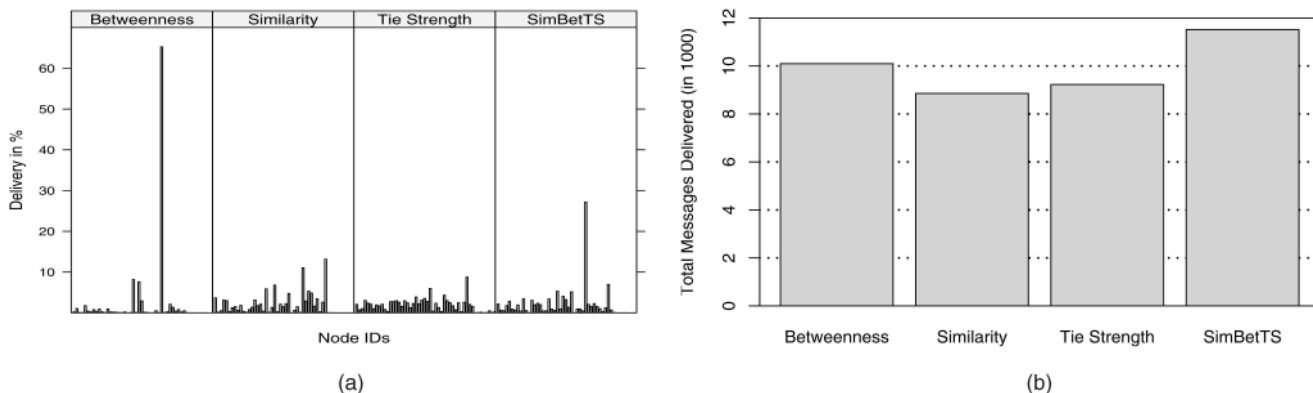 Betweenness Similarity Tie Strength SimBetTS
60
50
40
30
20
10
Delivery in %
Node IDs
(a)
12
10
8
6
4
2
0
Total Messages Delivered (in 1000)
Betweenness Similarity Tie Strength SimBetTS
(b)